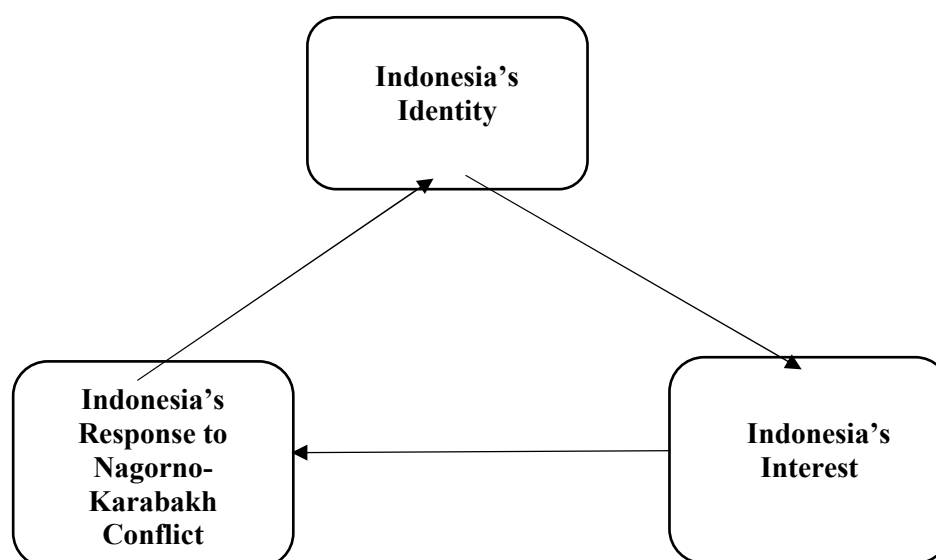 Indonesia’s
Identity
Indonesia’s
Response to
Nagorno-
Karabakh
Conflict
Indonesia’s
Interest